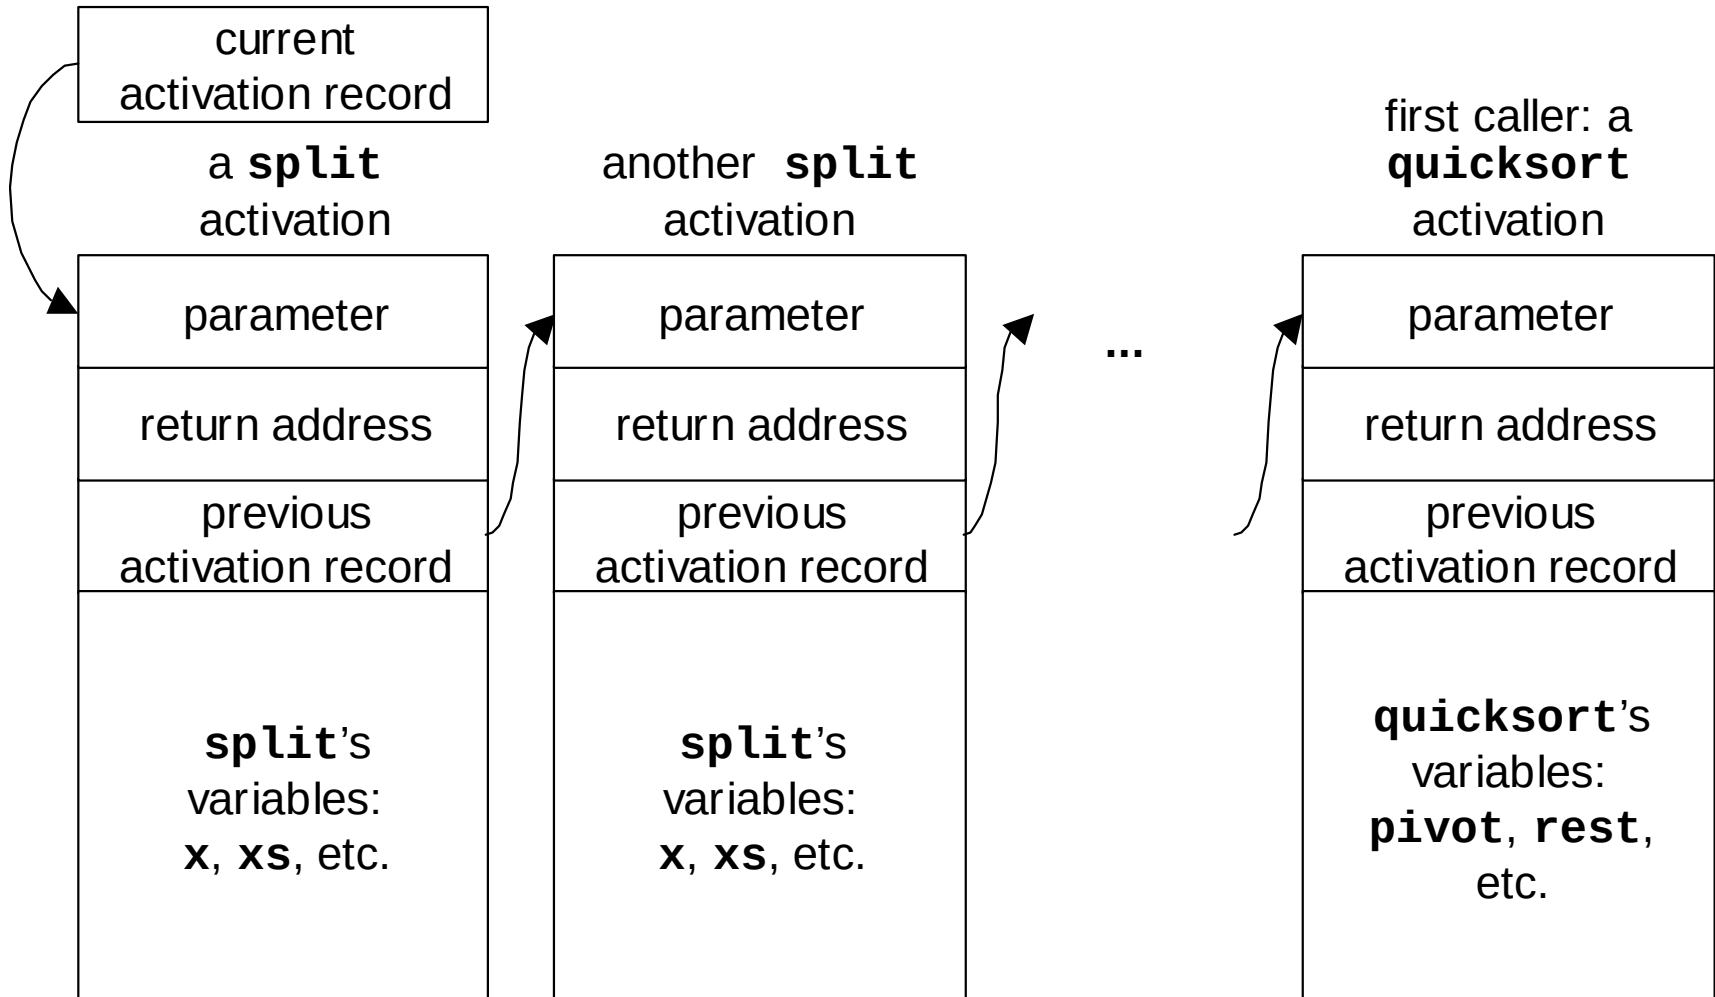 current
activation record
a split
activation
parameter
return address
previous
activation record
split’s
variables:
x, xs, etc.
another split
activation
parameter
return address
previous
activation record
split’s
variables:
x, xs, etc.
...
first caller: a
quicksort
activation
parameter
return address
previous
activation record
quicksort’s
variables:
pivot, rest,
etc.